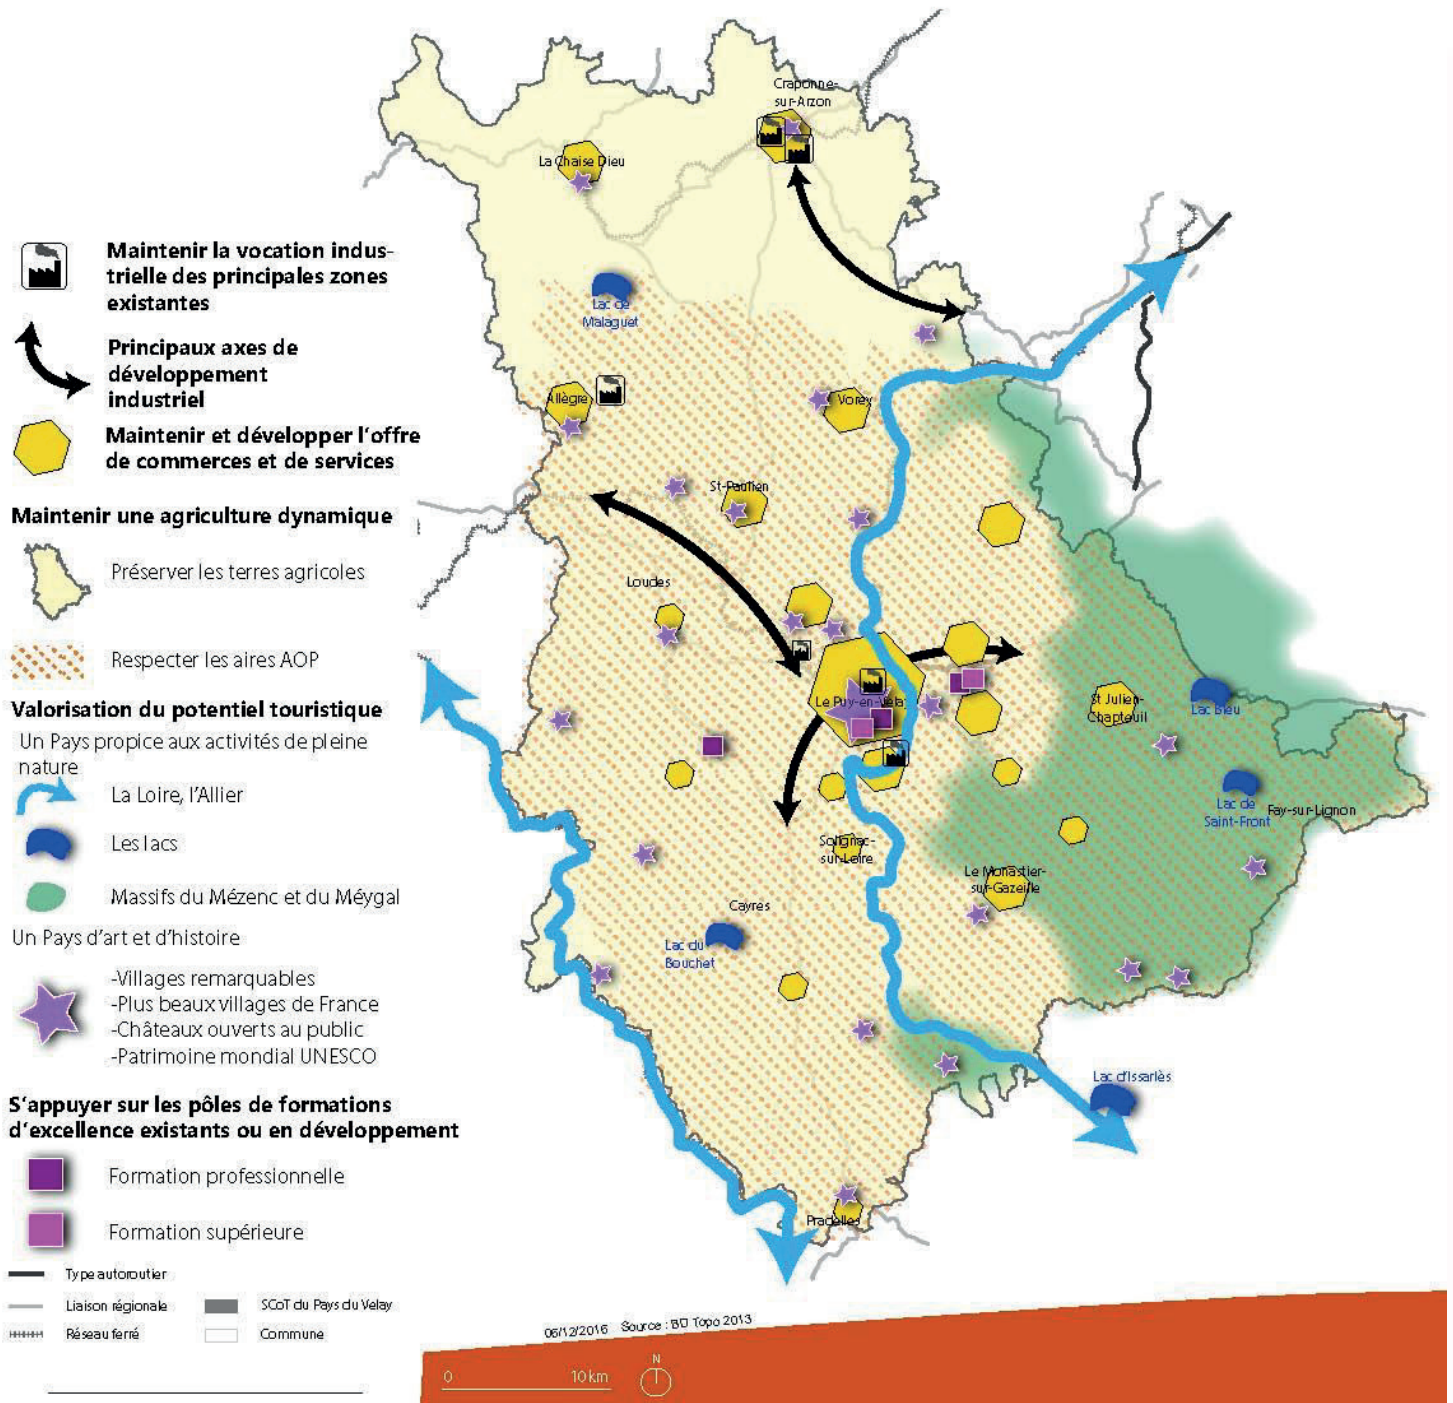 Maintenir la vocation indus-
trielle des principales zones
existantes
Principaux axes de
développement
industriel
Maintenir et développer l'offre
de commerces et de services
Maintenir une agriculture dynamique
Préserver les terres agricoles
Respecter les aires AOP
Valorisation du potentiel touristique
Un Pays propice aux activités de pleine
nature
La Loire, l'Allier
Les lacs
Massifs du Mézenc et du Méygal
Un Pays d'art et d'histoire
-Villages remarquables
-Plus beaux villages de France
-Châteaux ouverts au public
-Patrimoine mondial UNESCO
S'appuyer sur les pôles de formations
d'excellence existants ou en développement
Formation professionnelle
Formation supérieure
Type autoroutier
Liaison régionale
Réseau ferré
SCoT du Pays du Velay
Commune
Craponne-
sur-Arzon
La Chaise Dieu
Lac de
Malaguet
Allègre
Vorey
St-Paulien
Loudes
Le Puy-en-Velay
St Julien-
Chapteuil
Lac Bleu
Lac de
Saint-Front
Fay-sur-Lignon
Solignac-
sur-Loire
Le Monastier-
sur-Gazeille
Cayres
Lac du
Bouchet
Lac d'Issarlès
Pradelles
06/12/2016 Source : BD Topo 2013
0 10 km
N